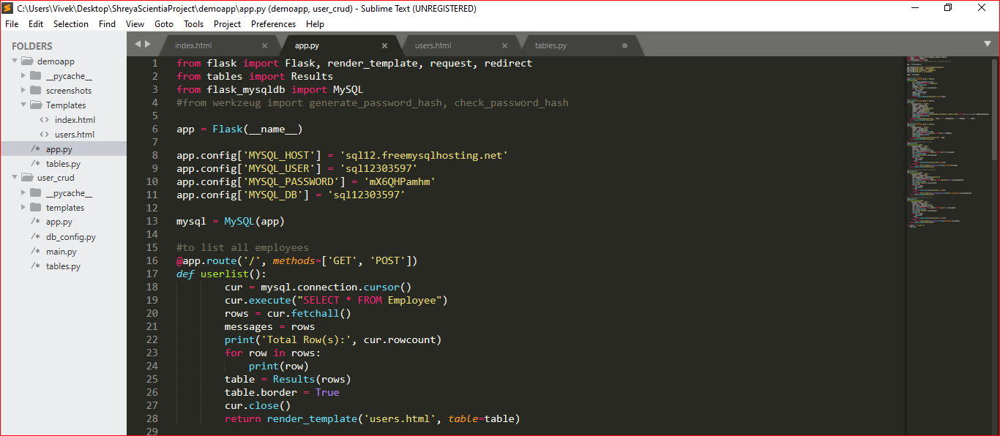 C:\Users\Vivek\Desktop\ShreyaScientiaProject\demoapp\app.py (demoapp, user_crud) - Sublime Text (UNREGISTERED)
File Edit Selection Find View Goto Tools Project Preferences Help
FOLDERS
demoapp
__pycache__
screenshots
Templates
<> index.html
<> users.html
/* app.py
/* tables.py
user_crud
__pycache__
templates
/* app.py
/* db_config.py
/* main.py
/* tables.py
index.html × app.py × users.html × tables.py
1 from flask import Flask, render_template, request, redirect
2 from tables import Results
3 from flask_mysqldb import MySQL
4 #from werkzeug import generate_password_hash, check_password_hash
5
6 app = Flask(__name__)
7
8 app.config['MYSQL_HOST'] = 'sql12.freemysqlhosting.net'
9 app.config['MYSQL_USER'] = 'sql12303597'
10 app.config['MYSQL_PASSWORD'] = 'mX6QHPamhm'
11 app.config['MYSQL_DB'] = 'sql12303597'
12
13 mysql = MySQL(app)
14
15 #to list all employees
16 @app.route('/', methods=['GET', 'POST'])
17 def userlist():
18 cur = mysql.connection.cursor()
19 cur.execute("SELECT * FROM Employee")
20 rows = cur.fetchall()
21 messages = rows
22 print('Total Row(s):', cur.rowcount)
23 for row in rows:
24 print(row)
25 table = Results(rows)
26 table.border = True
27 cur.close()
28 return render_template('users.html', table=table)
29